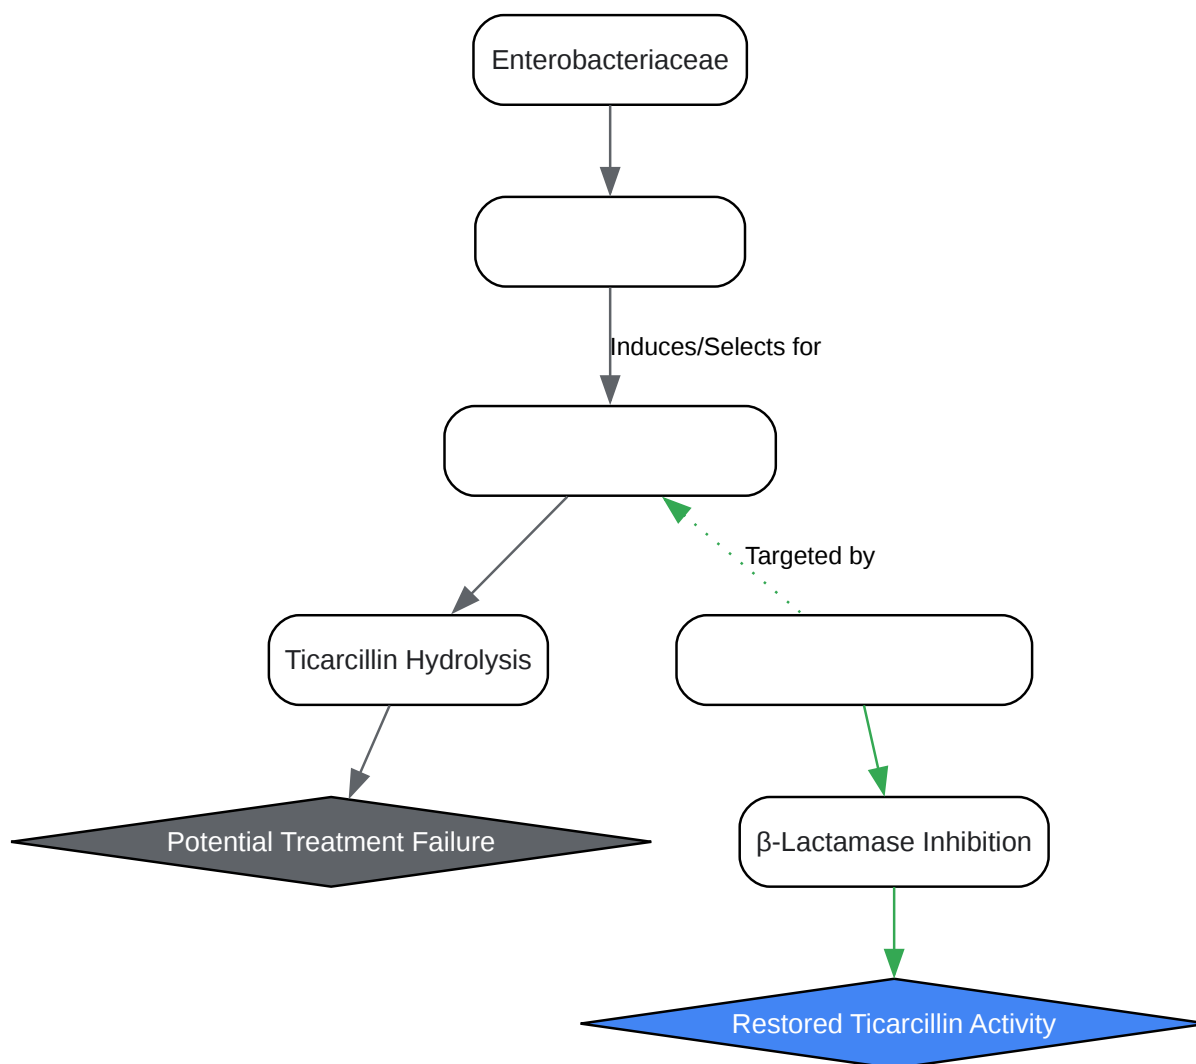 Enterobacteriaceae
Induces/Selects for
Targeted by
Ticarcillin Hydrolysis
Potential Treatment Failure
β-Lactamase Inhibition
Restored Ticarcillin Activity